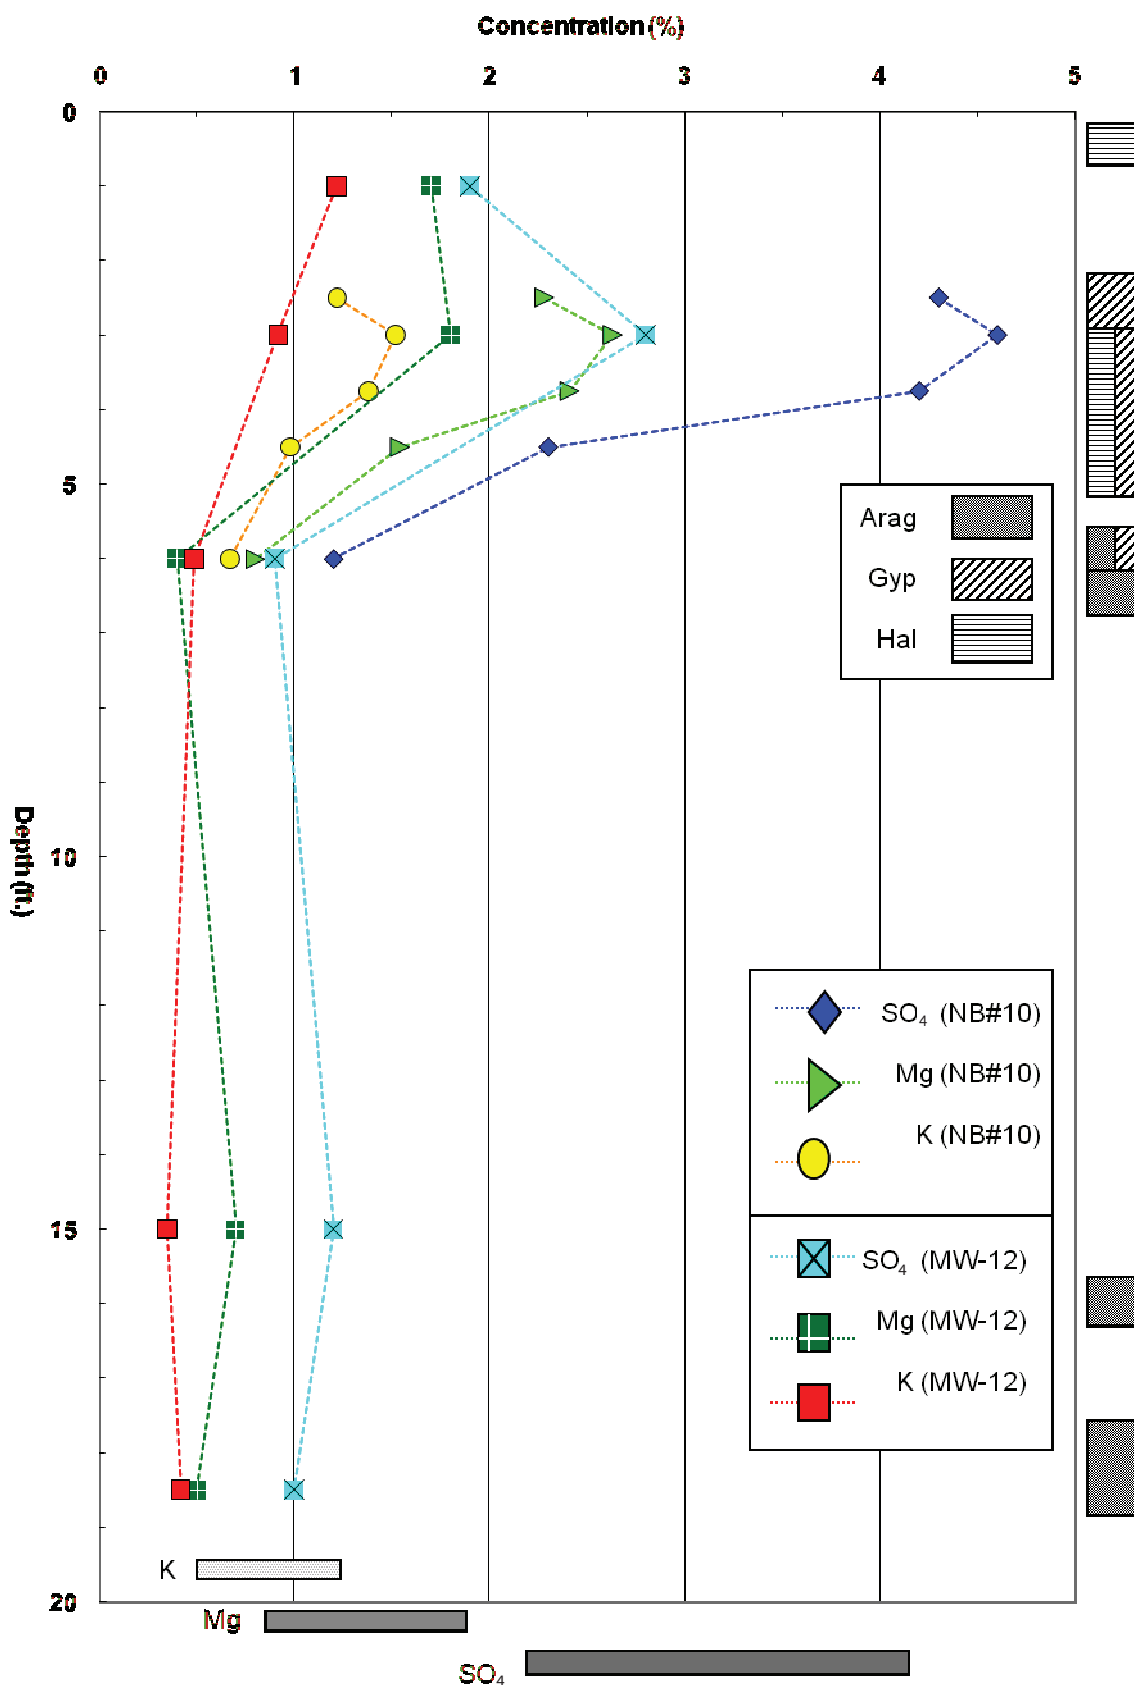 Concentration (%)
0 1 2 3 4 5
0
5
10
15
20
Depth (ft.)
Arag
Gyp
Hal
SO₄ (NB#10)
Mg (NB#10)
K (NB#10)
SO₄ (MW-12)
Mg (MW-12)
K (MW-12)
K
Mg
SO₄